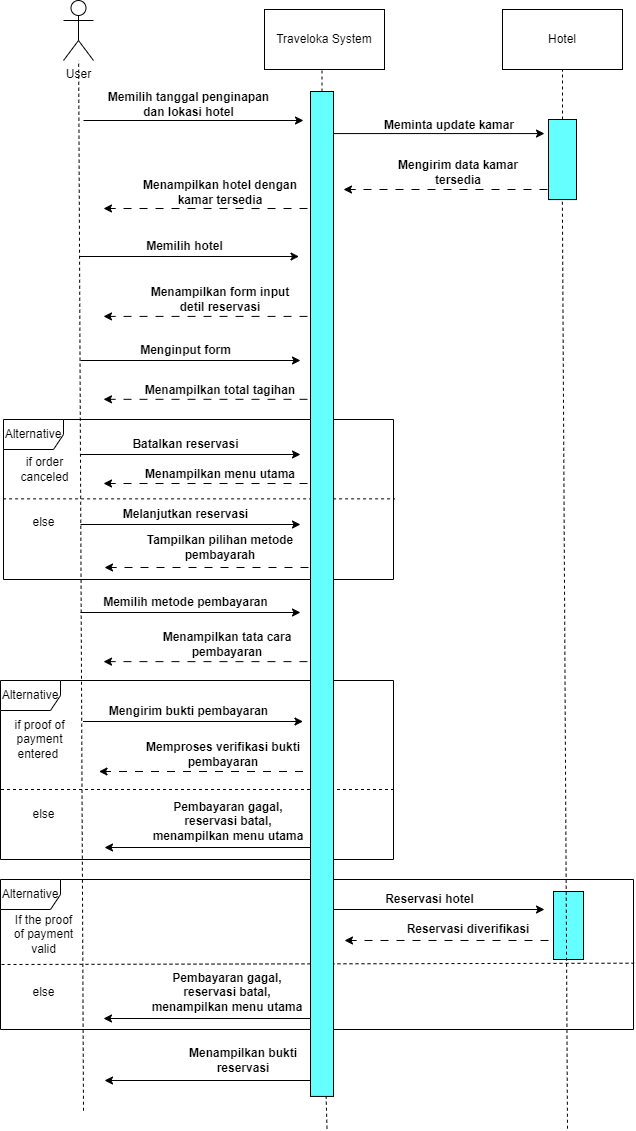 Traveloka System
Hotel
User
Memilih tanggal penginapan
dan lokasi hotel
Meminta update kamar
Mengirim data kamar
tersedia
Menampilkan hotel dengan
kamar tersedia
Memilih hotel
Menampilkan form input
detil reservasi
Menginput form
Menampilkan total tagihan
Alternative
if order
canceled
Batalkan reservasi
Menampilkan menu utama
else
Melanjutkan reservasi
Tampilkan pilihan metode
pembayarah
Memilih metode pembayaran
Menampilkan tata cara
pembayaran
Alternative
if proof of
payment
entered
Mengirim bukti pembayaran
Memproses verifikasi bukti
pembayaran
else
Pembayaran gagal,
reservasi batal,
menampilkan menu utama
Alternative
If the proof
of payment
valid
Reservasi hotel
Reservasi diverifikasi
else
Pembayaran gagal,
reservasi batal,
menampilkan menu utama
Menampilkan bukti
reservasi